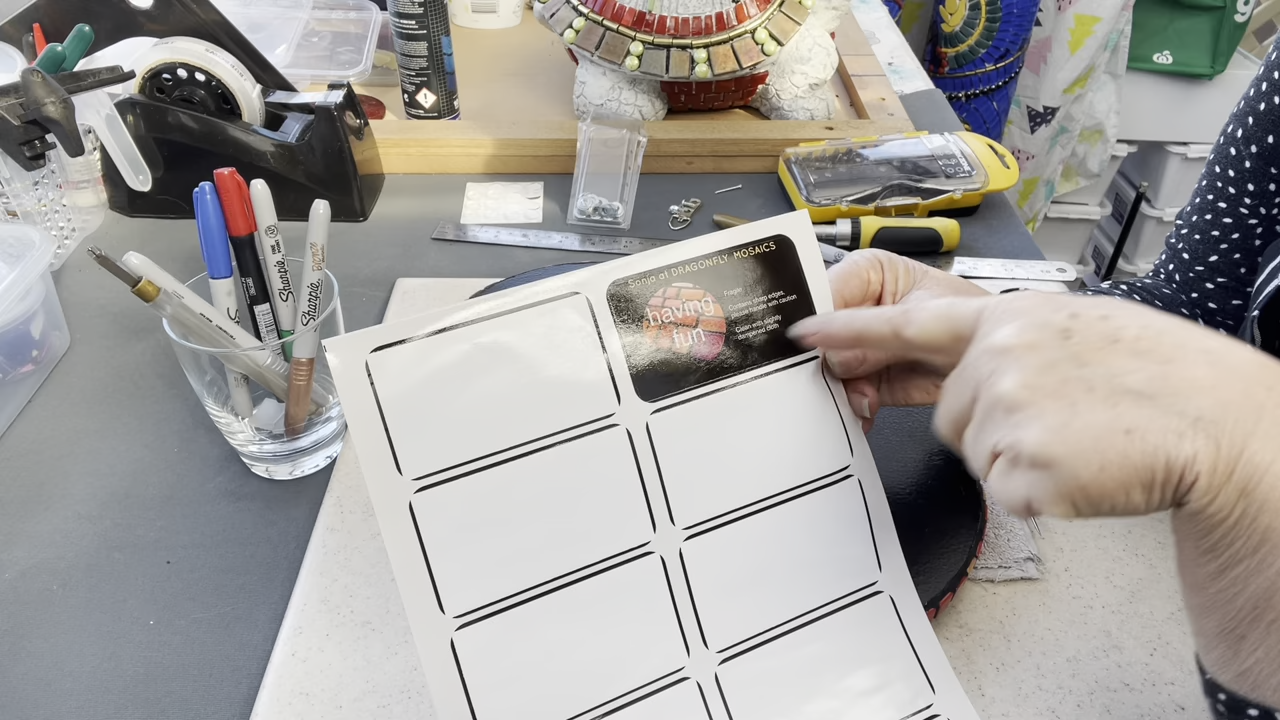 Sonja at DRAGONFLY MOSAICS
having
fun
Fragile
Contains sharp edges,
please handle with caution
Clean with slightly
dampened cloth
Sharpie
Sharpie
BRONZE